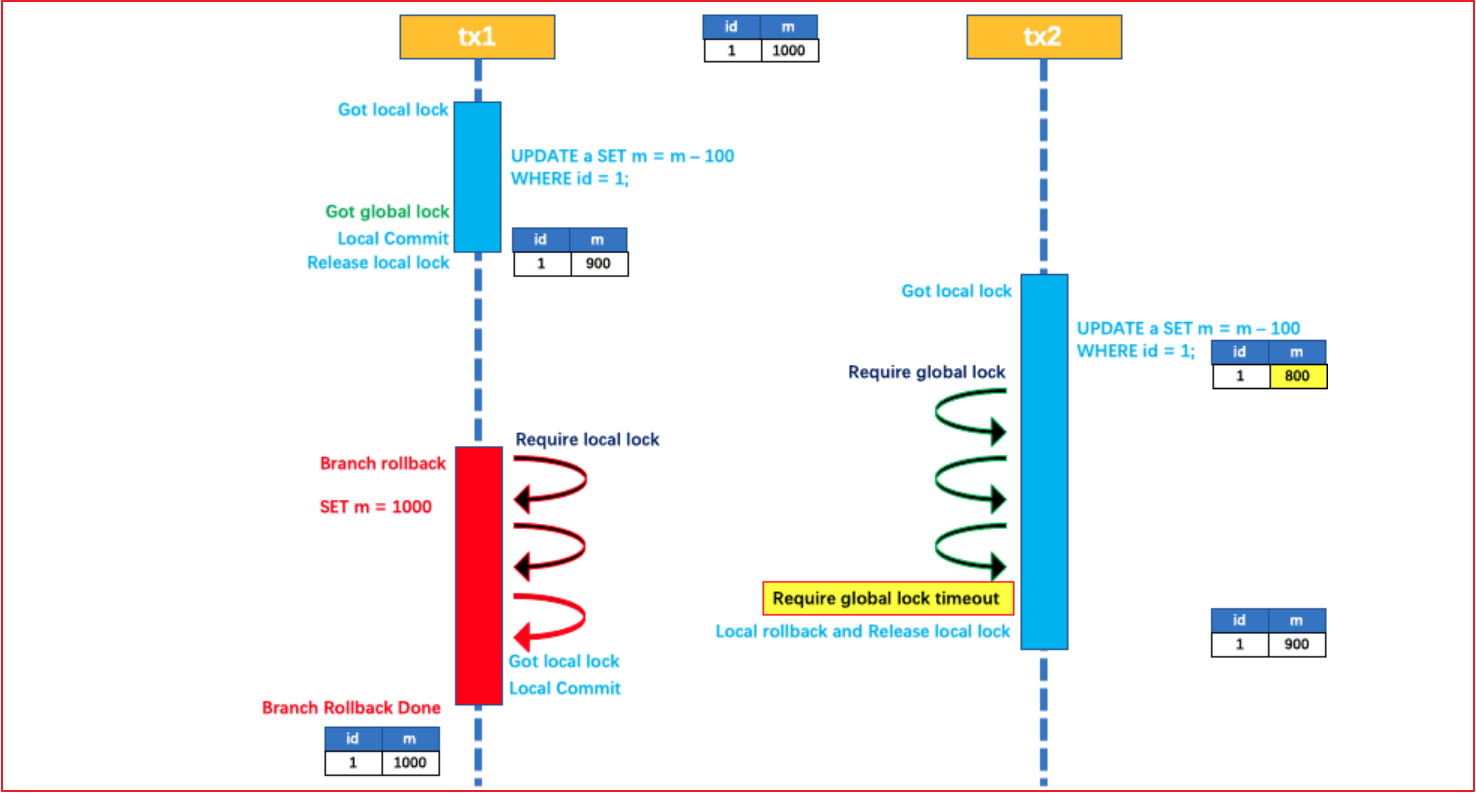 tx1
id m
1 1000
tx2
Got local lock
UPDATE a SET m = m – 100
WHERE id = 1;
Got global lock
Local Commit
Release local lock
id m
1 900
Got local lock
UPDATE a SET m = m – 100
WHERE id = 1;
id m
1 800
Require global lock
Require local lock
Branch rollback
SET m = 1000
Require global lock timeout
Local rollback and Release local lock
id m
1 900
Got local lock
Local Commit
Branch Rollback Done
id m
1 1000